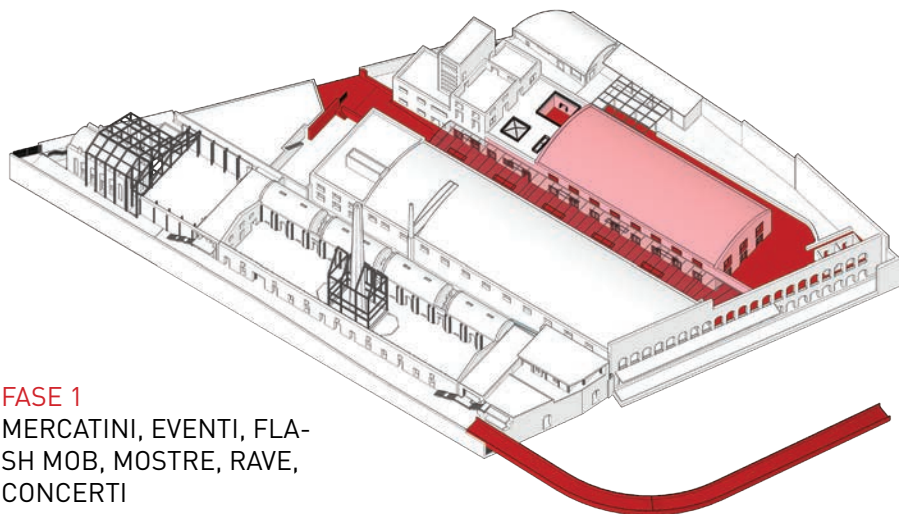 FASE 1
MERCATINI, EVENTI, FLA-
SH MOB, MOSTRE, RAVE,
CONCERTI